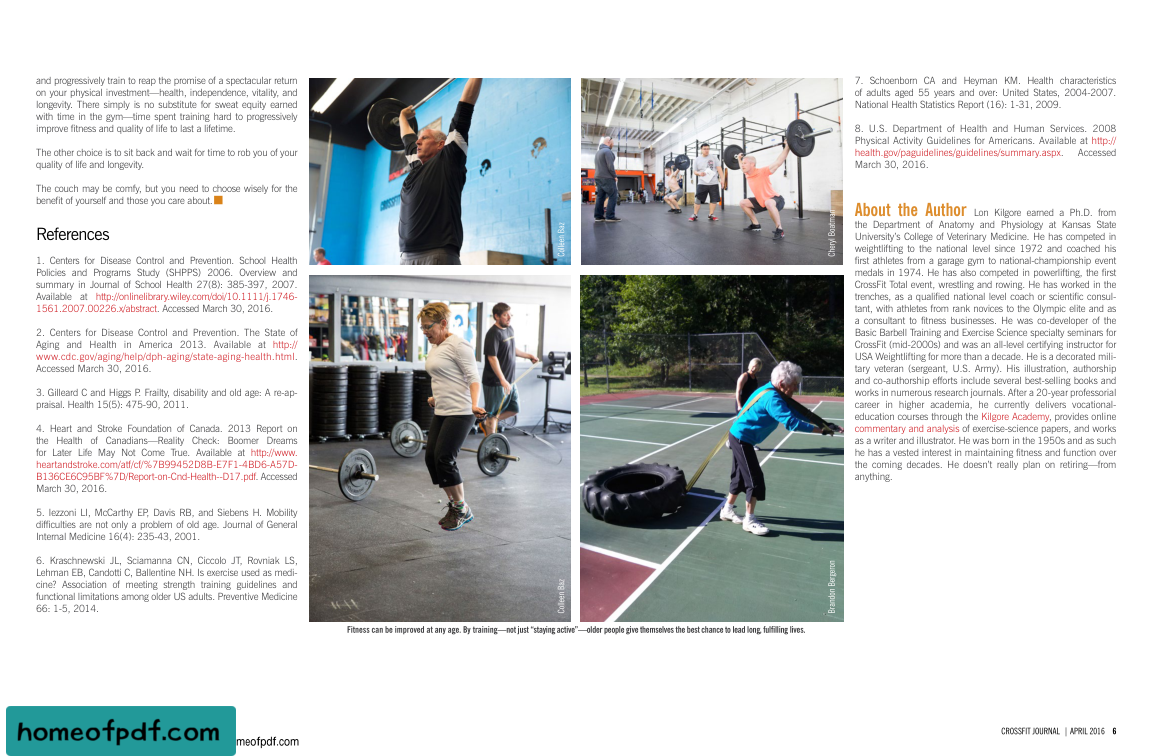 and progressively train to reap the promise of a spectacular return
on your physical investment—health, independence, vitality, and
longevity. There simply is no substitute for sweat equity earned
with time in the gym—time spent training hard to progressively
improve fitness and quality of life to last a lifetime.
The other choice is to sit back and wait for time to rob you of your
quality of life and longevity.
The couch may be comfy, but you need to choose wisely for the
benefit of yourself and those you care about.
References
1. Centers for Disease Control and Prevention. School Health
Policies and Programs Study (SHPPS) 2006. Overview and
summary in Journal of School Health 27(8): 385-397, 2007.
Available at http://onlinelibrary.wiley.com/doi/10.1111/j.1746-
1561.2007.00226.x/abstract. Accessed March 30, 2016.
2. Centers for Disease Control and Prevention. The State of
Aging and Health in America 2013. Available at http://
www.cdc.gov/aging/help/dph-aging/state-aging-health.html.
Accessed March 30, 2016.
3. Gilleard C and Higgs P. Frailty, disability and old age: A re-ap-
praisal. Health 15(5): 475-90, 2011.
4. Heart and Stroke Foundation of Canada. 2013 Report on
the Health of Canadians—Reality Check: Boomer Dreams
for Later Life May Not Come True. Available at http://www.
heartandstroke.com/atf/cf/%7B99452D8B-E7F1-4BD6-A57D-
B136CE6C95BF%7D/Report-on-Cnd-Health--D17.pdf. Accessed
March 30, 2016.
5. Iezzoni LI, McCarthy EP, Davis RB, and Siebens H. Mobility
difficulties are not only a problem of old age. Journal of General
Internal Medicine 16(4): 235-43, 2001.
6. Kraschnewski JL, Sciamanna CN, Ciccolo JT, Rovniak LS,
Lehman EB, Candotti C, Ballentine NH. Is exercise used as medi-
cine? Association of meeting strength training guidelines and
functional limitations among older US adults. Preventive Medicine
66: 1-5, 2014.
Colleen Baz
Cheryl Boatman
Colleen Baz
Brandon Bergeron
Fitness can be improved at any age. By training—not just “staying active”—older people give themselves the best chance to lead long, fulfilling lives.
7. Schoenborn CA and Heyman KM. Health characteristics
of adults aged 55 years and over: United States, 2004-2007.
National Health Statistics Report (16): 1-31, 2009.
8. U.S. Department of Health and Human Services. 2008
Physical Activity Guidelines for Americans. Available at http://
health.gov/paguidelines/guidelines/summary.aspx. Accessed
March 30, 2016.
About the Author Lon Kilgore earned a Ph.D. from
the Department of Anatomy and Physiology at Kansas State
University’s College of Veterinary Medicine. He has competed in
weightlifting to the national level since 1972 and coached his
first athletes from a garage gym to national-championship event
medals in 1974. He has also competed in powerlifting, the first
CrossFit Total event, wrestling and rowing. He has worked in the
trenches, as a qualified national level coach or scientific consul-
tant, with athletes from rank novices to the Olympic elite and as
a consultant to fitness businesses. He was co-developer of the
Basic Barbell Training and Exercise Science specialty seminars for
CrossFit (mid-2000s) and was an all-level certifying instructor for
USA Weightlifting for more than a decade. He is a decorated mili-
tary veteran (sergeant, U.S. Army). His illustration, authorship
and co-authorship efforts include several best-selling books and
works in numerous research journals. After a 20-year professorial
career in higher academia, he currently delivers vocational-
education courses through the Kilgore Academy, provides online
commentary and analysis of exercise-science papers, and works
as a writer and illustrator. He was born in the 1950s and as such
he has a vested interest in maintaining fitness and function over
the coming decades. He doesn’t really plan on retiring—from
anything.
CROSSFIT JOURNAL | APRIL 2016 6
homeofpdf.com
meofpdf.com